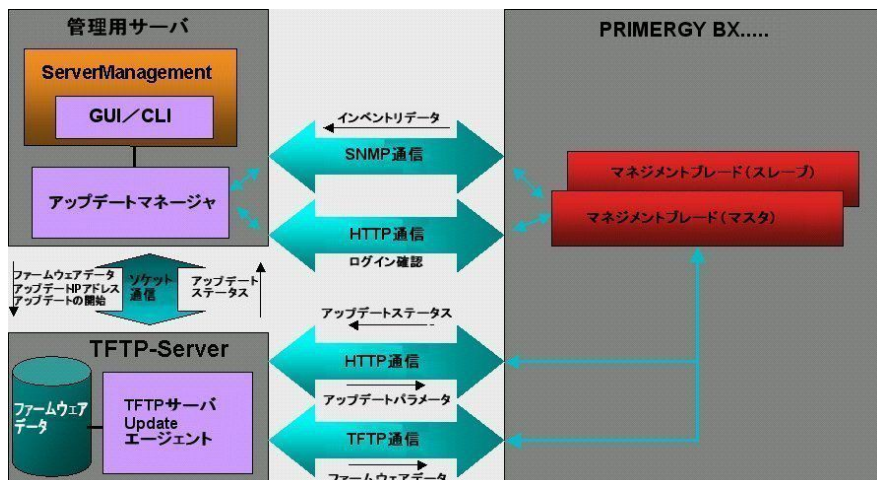 管理用サーバ
ServerManagement
GUI／CLI
アップデートマネージャ
インベントリデータ
SNMP通信
HTTP通信
ログイン確認
PRIMERGY BX.....
マネジメントブレード（スレーブ）
マネジメントブレード（マスタ）
ファームウェアデータ
アップデートIPアドレス
アップデートの開始
ソケット
通信
アップデート
ステータス
TFTP-Server
ファームウェア
データ
TFTPサーバ
Update
エージェント
アップデートステータス
HTTP通信
アップデートパラメータ
TFTP通信
ファームウェアデータ